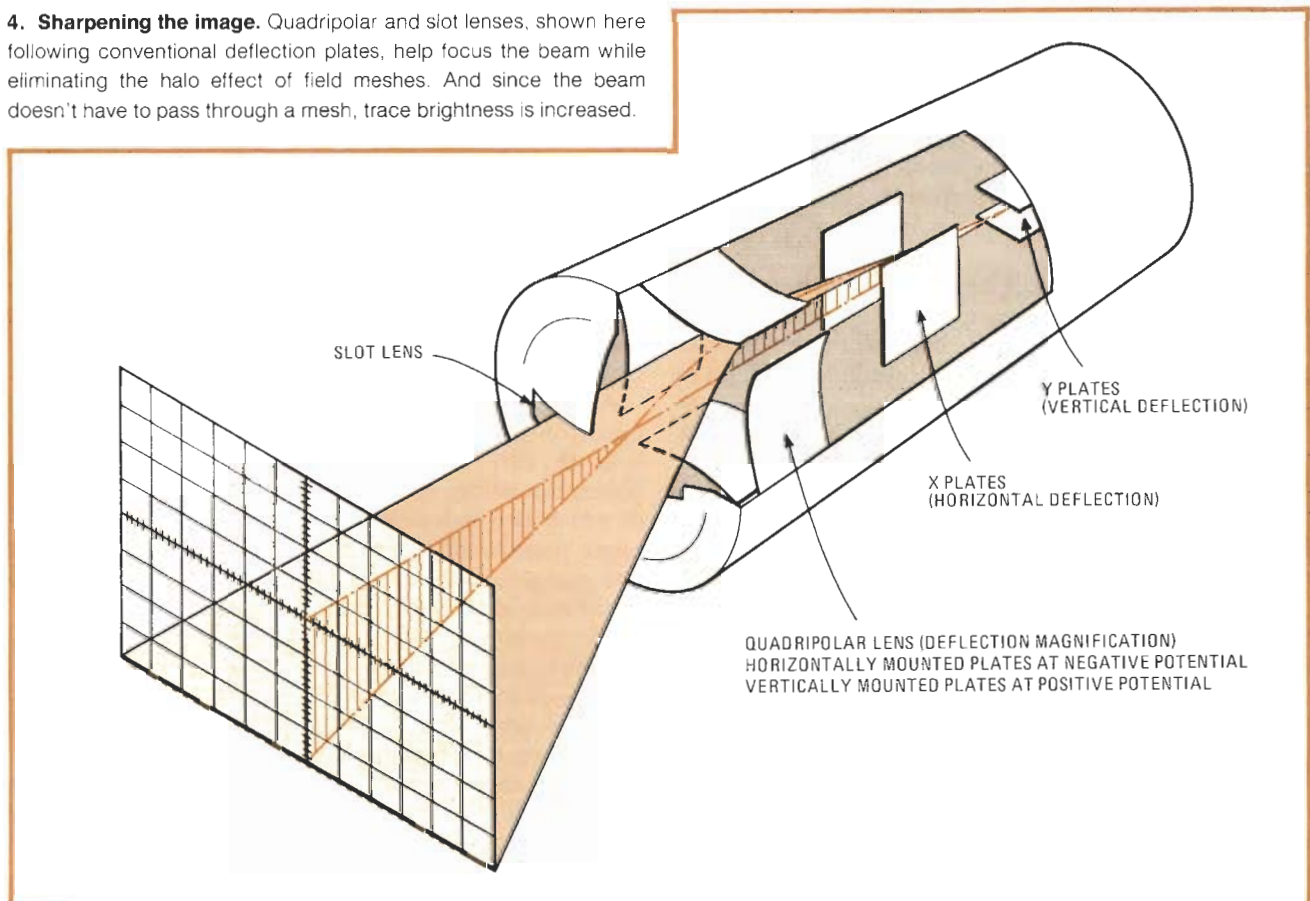 4. Sharpening the image. Quadripolar and slot lenses, shown here
following conventional deflection plates, help focus the beam while
eliminating the halo effect of field meshes. And since the beam
doesn't have to pass through a mesh, trace brightness is increased.
SLOT LENS
Y PLATES
(VERTICAL DEFLECTION)
X PLATES
(HORIZONTAL DEFLECTION)
QUADRIPOLAR LENS (DEFLECTION MAGNIFICATION)
HORIZONTALLY MOUNTED PLATES AT NEGATIVE POTENTIAL
VERTICALLY MOUNTED PLATES AT POSITIVE POTENTIAL